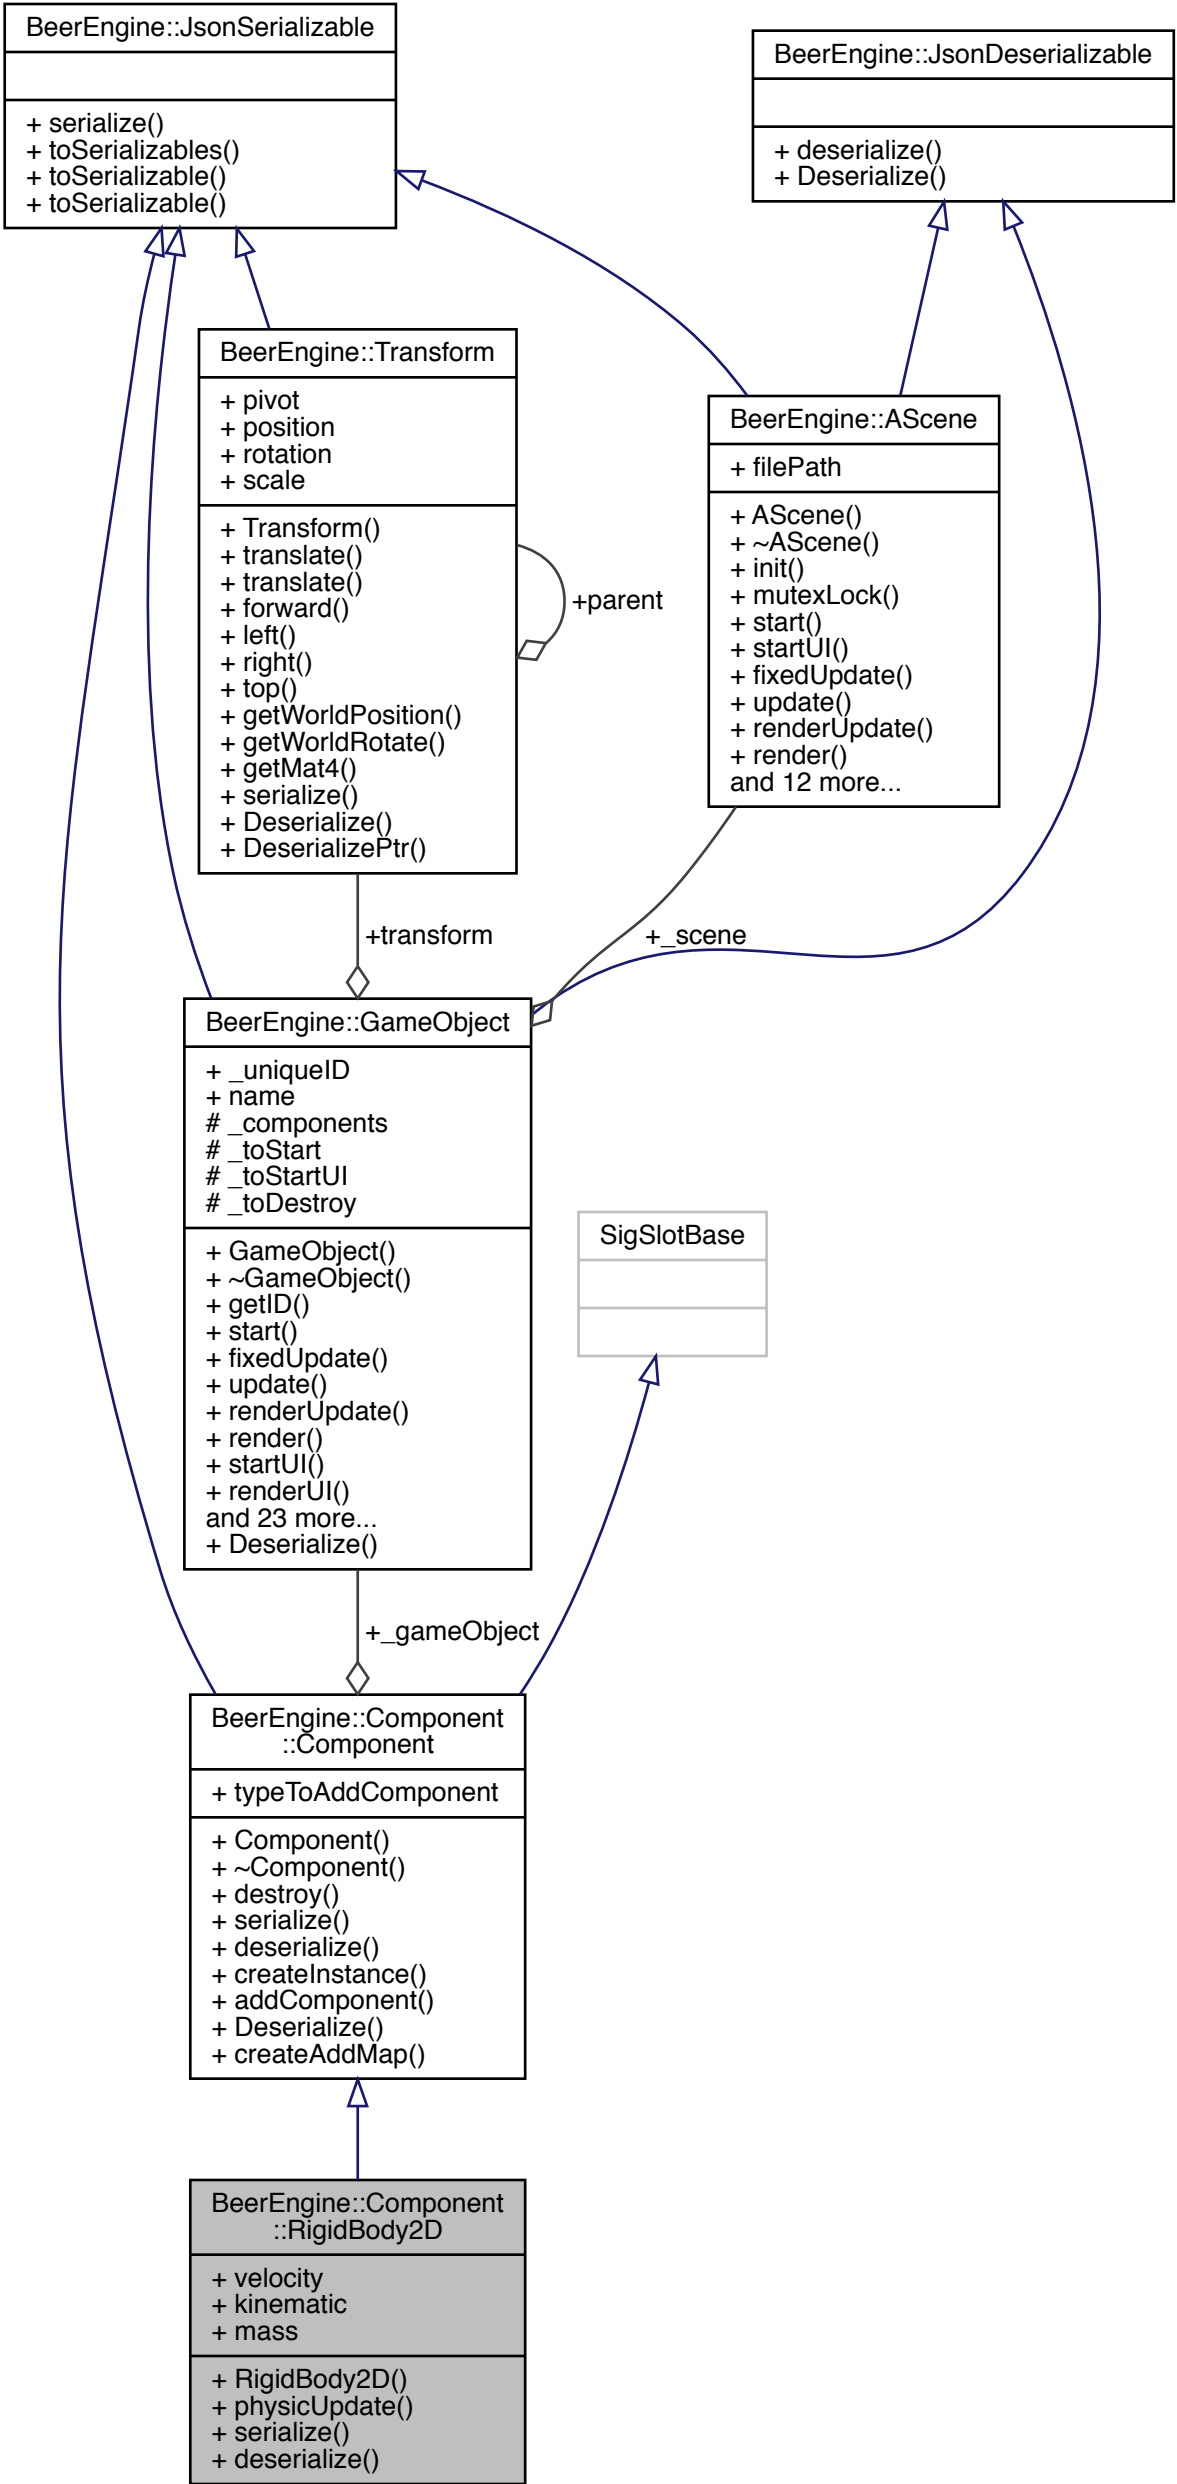 BeerEngine::JsonSerializable
+ serialize()
+ toSerializables()
+ toSerializable()
+ toSerializable()
BeerEngine::JsonDeserializable
+ deserialize()
+ Deserialize()
BeerEngine::Transform
+ pivot
+ position
+ rotation
+ scale
+ Transform()
+ translate()
+ translate()
+ forward()
+ left()
+ right()
+ top()
+ getWorldPosition()
+ getWorldRotate()
+ getMat4()
+ serialize()
+ Deserialize()
+ DeserializePtr()
+parent
BeerEngine::AScene
+ filePath
+ AScene()
+ ~AScene()
+ init()
+ mutexLock()
+ start()
+ startUI()
+ fixedUpdate()
+ update()
+ renderUpdate()
+ render()
and 12 more...
+transform
+_scene
BeerEngine::GameObject
+ _uniqueID
+ name
# _components
# _toStart
# _toStartUI
# _toDestroy
+ GameObject()
+ ~GameObject()
+ getID()
+ start()
+ fixedUpdate()
+ update()
+ renderUpdate()
+ render()
+ startUI()
+ renderUI()
and 23 more...
+ Deserialize()
SigSlotBase
+_gameObject
BeerEngine::Component
::Component
+ typeToAddComponent
+ Component()
+ ~Component()
+ destroy()
+ serialize()
+ deserialize()
+ createInstance()
+ addComponent()
+ Deserialize()
+ createAddMap()
BeerEngine::Component
::RigidBody2D
+ velocity
+ kinematic
+ mass
+ RigidBody2D()
+ physicUpdate()
+ serialize()
+ deserialize()